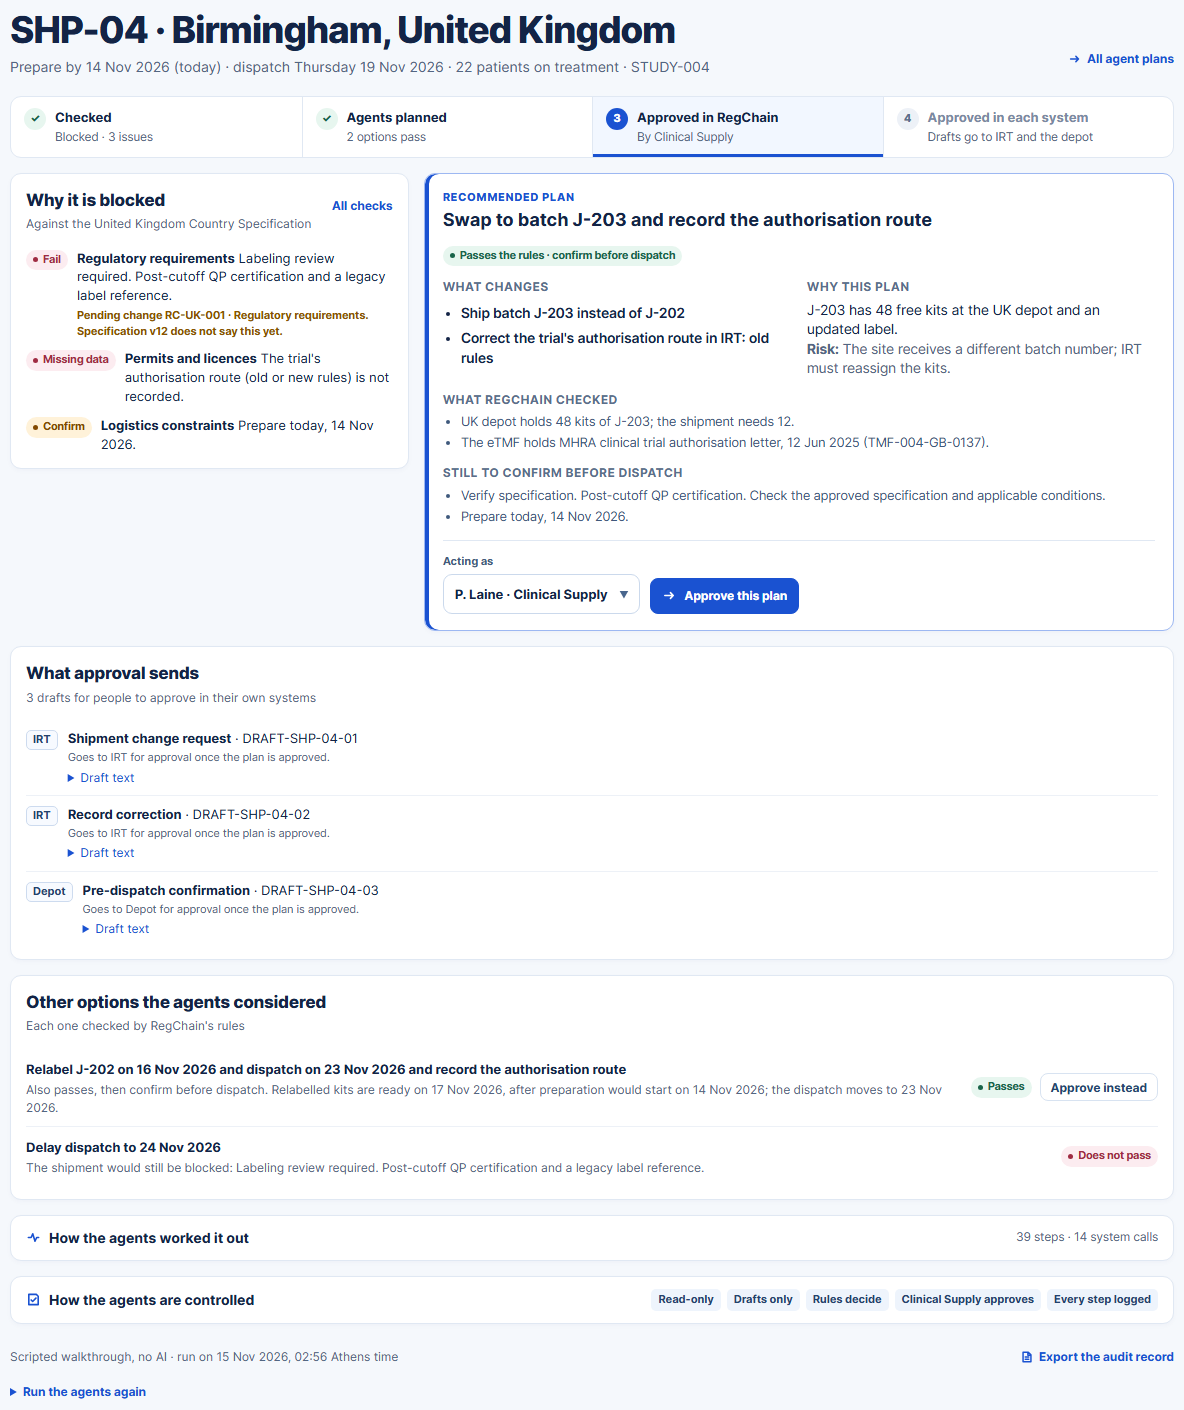 SHP-04 · Birmingham, United Kingdom
Prepare by 14 Nov 2026 (today) · dispatch Thursday 19 Nov 2026 · 22 patients on treatment · STUDY-004
→ All agent plans
Checked
Blocked · 3 issues
Agents planned
2 options pass
3
Approved in RegChain
By Clinical Supply
4
Approved in each system
Drafts go to IRT and the depot
Why it is blocked
All checks
Against the United Kingdom Country Specification
Fail
Regulatory requirements Labeling review
required. Post-cutoff QP certification and a legacy
label reference.
Pending change RC-UK-001 · Regulatory requirements.
Specification v12 does not say this yet.
Missing data
Permits and licences The trial's
authorisation route (old or new rules) is not
recorded.
Confirm
Logistics constraints Prepare today, 14 Nov
2026.
RECOMMENDED PLAN
Swap to batch J-203 and record the authorisation route
Passes the rules · confirm before dispatch
WHAT CHANGES
• Ship batch J-203 instead of J-202
• Correct the trial's authorisation route in IRT: old
rules
WHY THIS PLAN
J-203 has 48 free kits at the UK depot and an
updated label.
Risk: The site receives a different batch number; IRT
must reassign the kits.
WHAT REGCHAIN CHECKED
• UK depot holds 48 kits of J-203; the shipment needs 12.
• The eTMF holds MHRA clinical trial authorisation letter, 12 Jun 2025 (TMF-004-GB-0137).
STILL TO CONFIRM BEFORE DISPATCH
• Verify specification. Post-cutoff QP certification. Check the approved specification and applicable conditions.
• Prepare today, 14 Nov 2026.
Acting as
P. Laine · Clinical Supply
→ Approve this plan
What approval sends
3 drafts for people to approve in their own systems
IRT
Shipment change request · DRAFT-SHP-04-01
Goes to IRT for approval once the plan is approved.
Draft text
IRT
Record correction · DRAFT-SHP-04-02
Goes to IRT for approval once the plan is approved.
Draft text
Depot
Pre-dispatch confirmation · DRAFT-SHP-04-03
Goes to Depot for approval once the plan is approved.
Draft text
Other options the agents considered
Each one checked by RegChain's rules
Relabel J-202 on 16 Nov 2026 and dispatch on 23 Nov 2026 and record the authorisation route
Also passes, then confirm before dispatch. Relabelled kits are ready on 17 Nov 2026, after preparation would start on 14 Nov 2026; the dispatch moves to 23 Nov
2026.
Passes
Approve instead
Delay dispatch to 24 Nov 2026
The shipment would still be blocked: Labeling review required. Post-cutoff QP certification and a legacy label reference.
Does not pass
How the agents worked it out
39 steps · 14 system calls
How the agents are controlled
Read-only
Drafts only
Rules decide
Clinical Supply approves
Every step logged
Scripted walkthrough, no AI · run on 15 Nov 2026, 02:56 Athens time
Export the audit record
Run the agents again